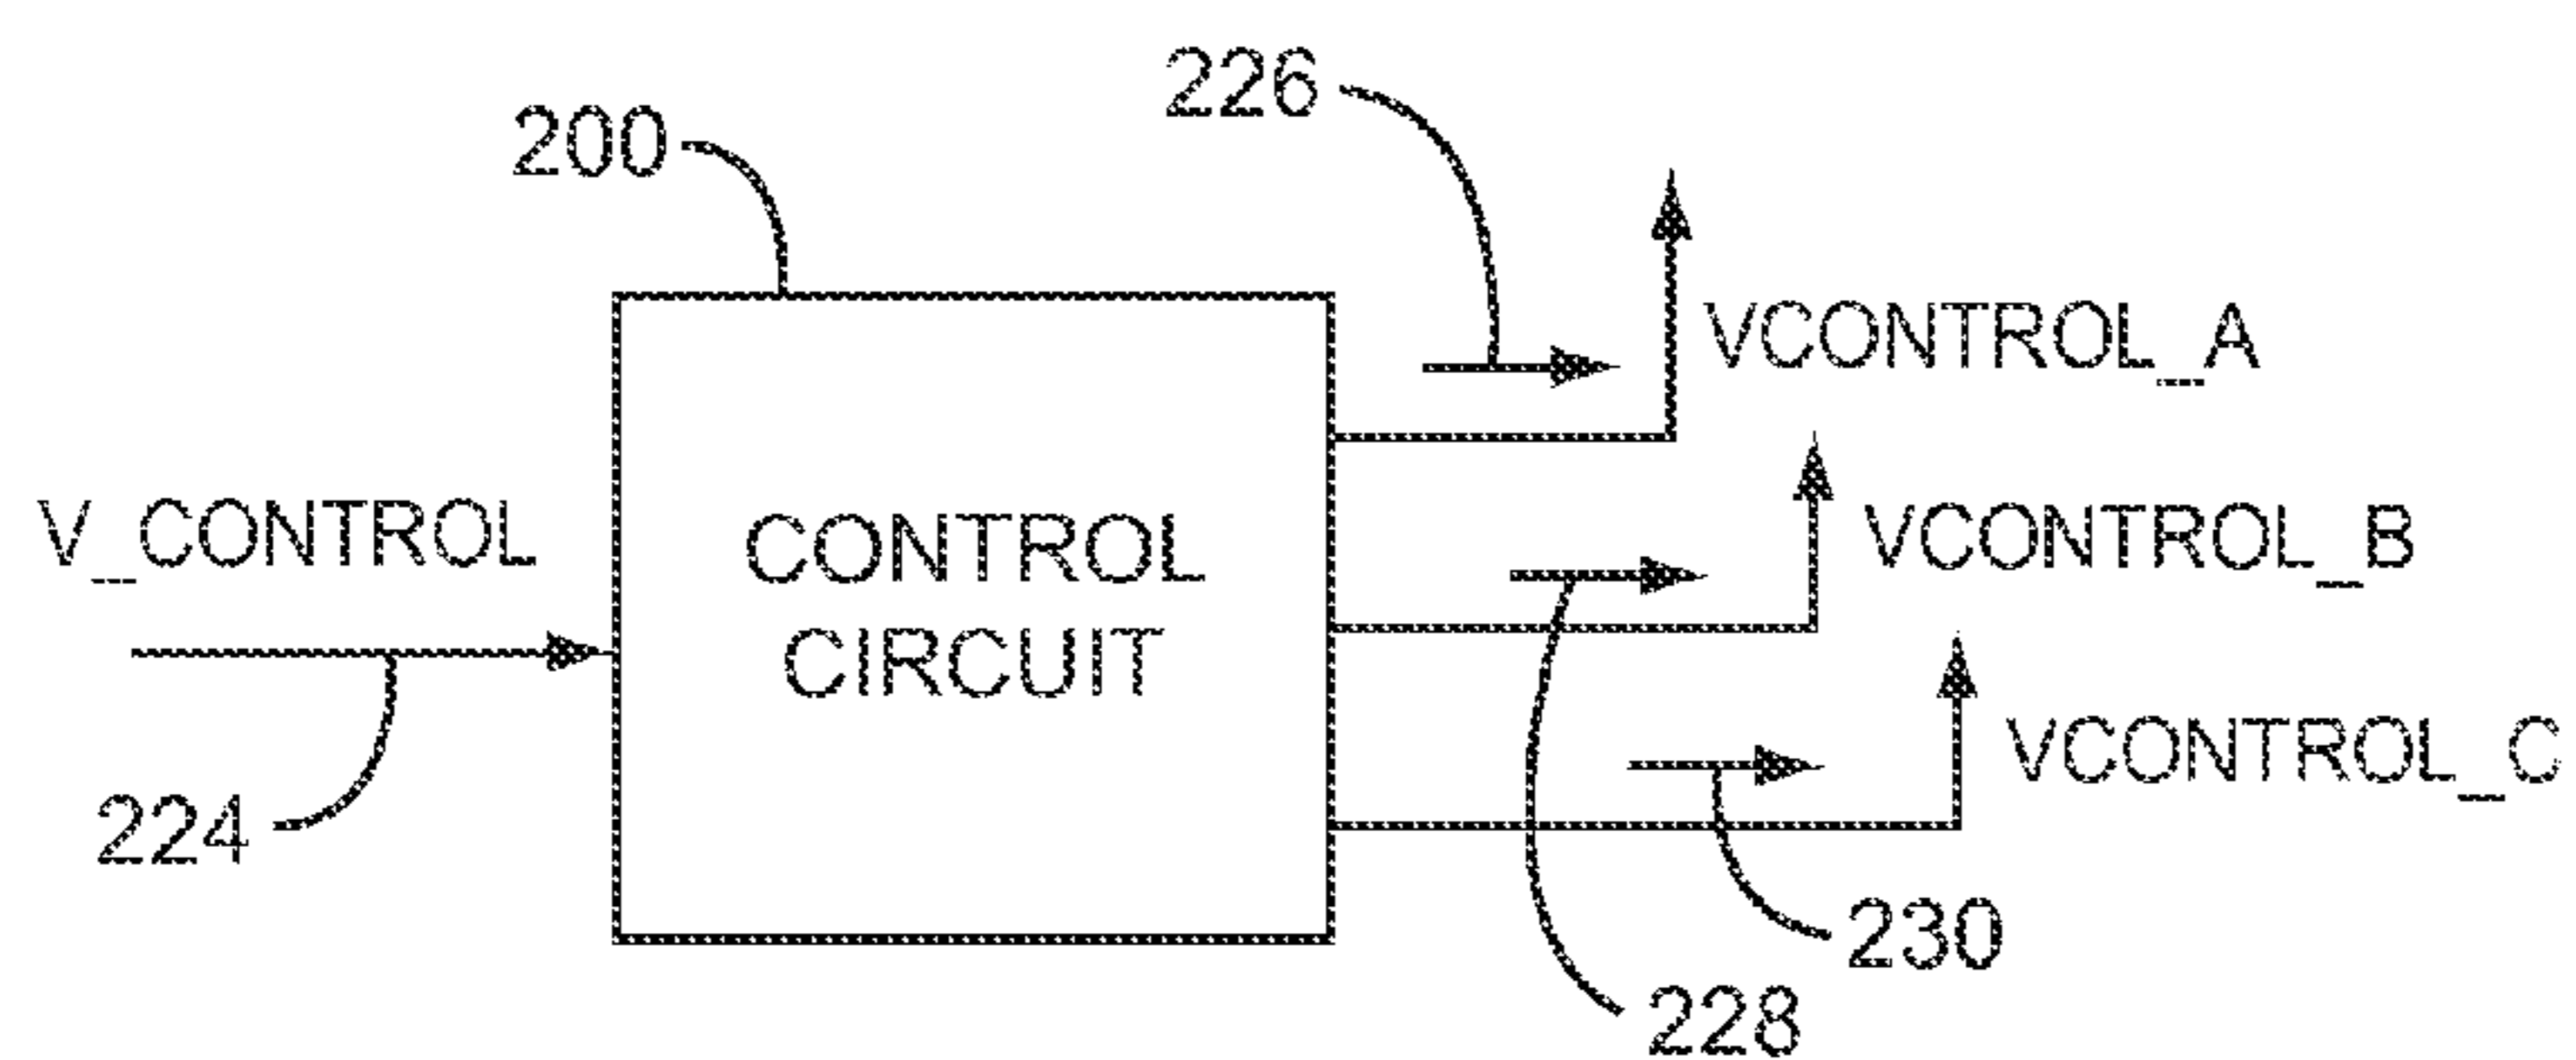 226
200
VCONTROL_A
V_CONTROL
CONTROL
CIRCUIT
VCONTROL_B
VCONTROL_C
224
230
228